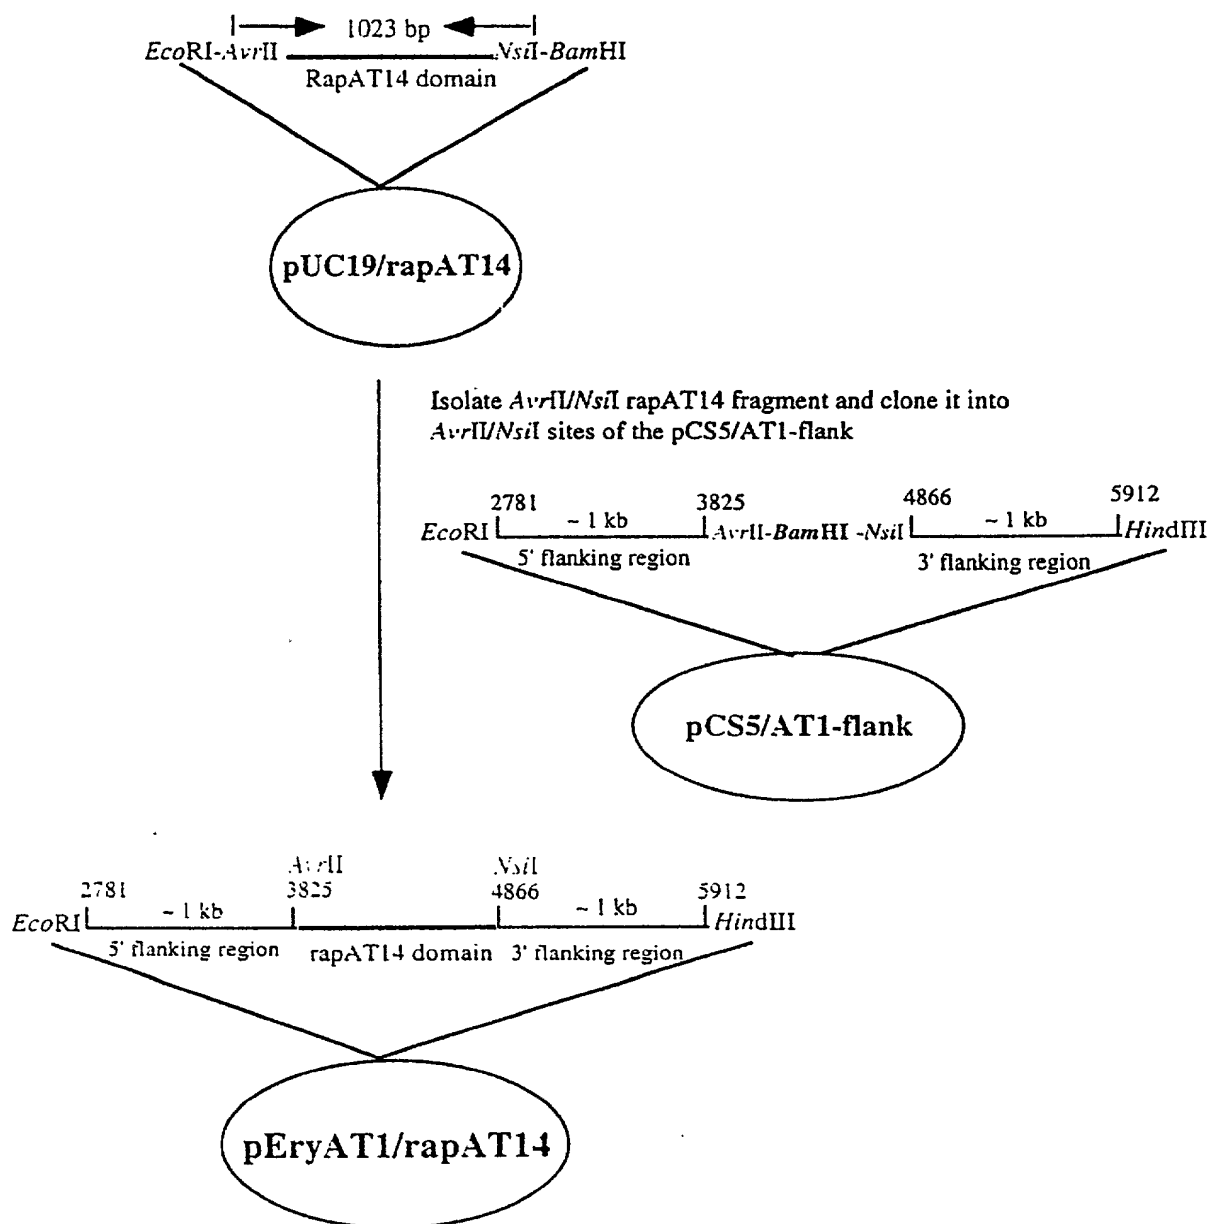 1023 bp
EcoRI-AvrII NsiI-BamHI
RapAT14 domain
pUC19/rapAT14
Isolate AvrII/NsiI rapAT14 fragment and clone it into
AvrII/NsiI sites of the pCS5/AT1-flank
2781 3825 4866 5912
~ 1 kb ~ 1 kb
EcoRI AvrII-BamHI -NsiI HindIII
5' flanking region 3' flanking region
pCS5/AT1-flank
AvrII NsiI
2781 3825 4866 5912
~ 1 kb ~ 1 kb
EcoRI HindIII
5' flanking region rapAT14 domain 3' flanking region
pEryAT1/rapAT14